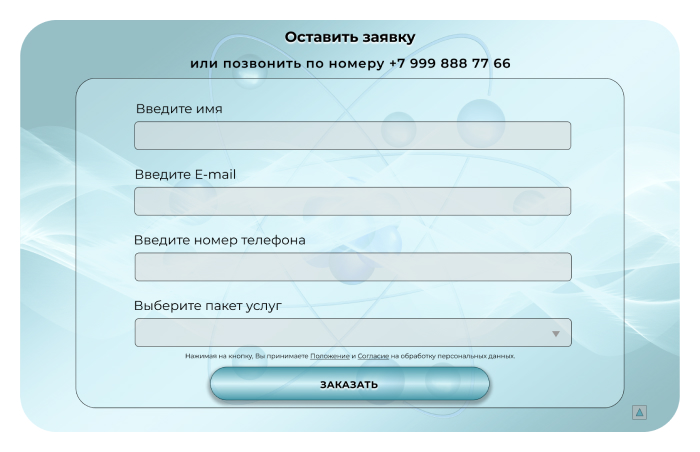 Оставить заявку
или позвонить по номеру +7 999 888 77 66
Введите имя
Введите E-mail
Введите номер телефона
Выберите пакет услуг
Нажимая на кнопку, Вы принимаете Положение и Согласие на обработку персональных данных.
ЗАКАЗАТЬ